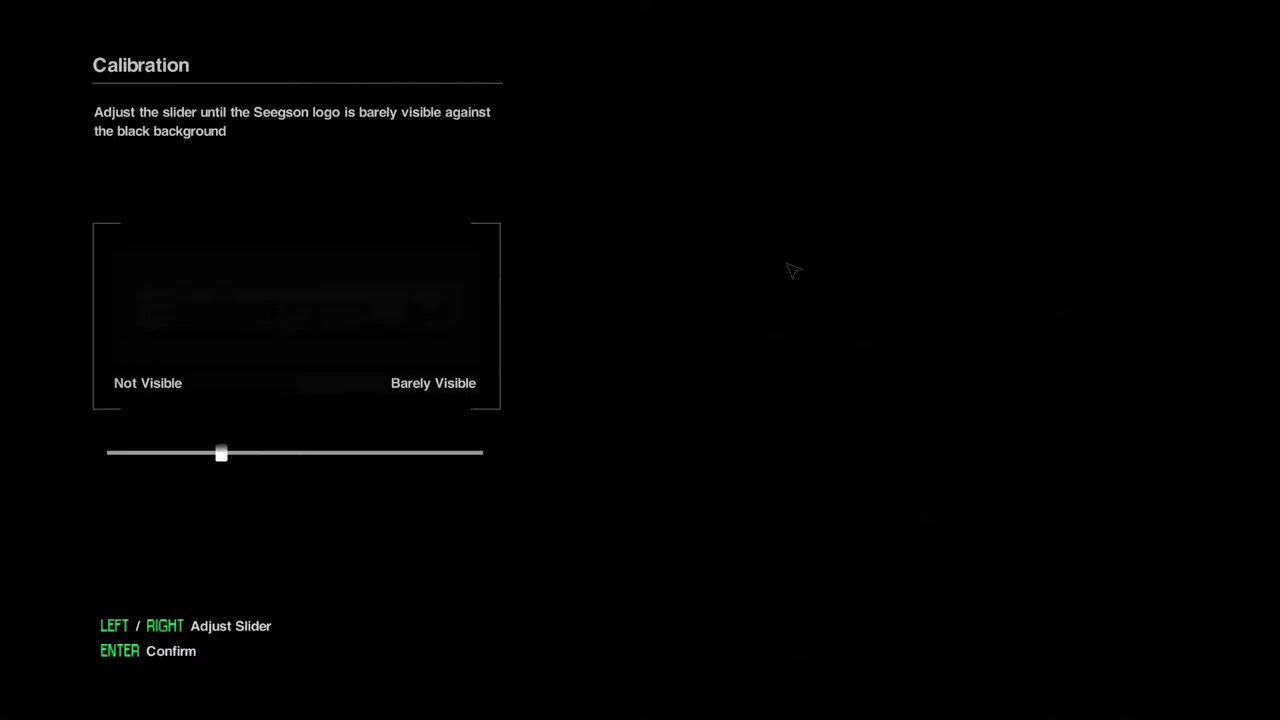 Calibration
Adjust the slider until the Seegson logo is barely visible against
the black background
Not Visible
Barely Visible
LEFT / RIGHT Adjust Slider
ENTER Confirm